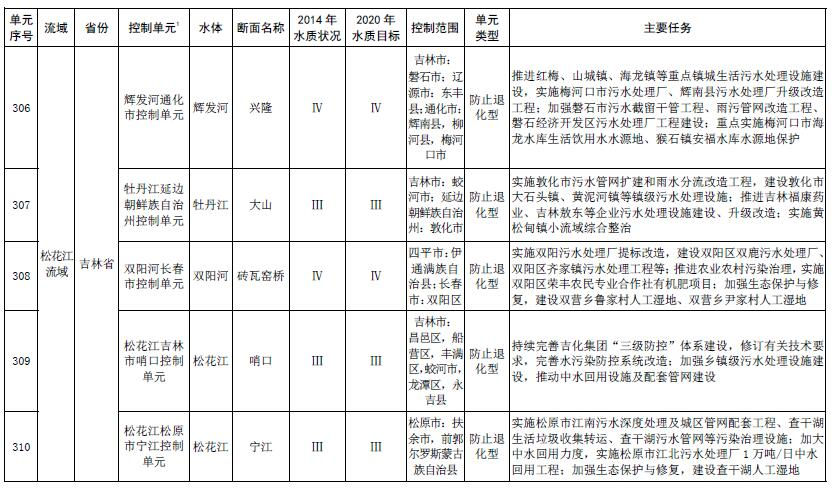 单元序号 流域 省份 控制单元1 水体 断面名称 2014 年水质状况 2020 年水质目标 控制范围 单元类型 主要任务
松花江流域
吉林省
306
辉发河通化
市控制单元
辉发河
兴隆
Ⅳ
Ⅳ
吉林市：
磐石市；辽
源市：东丰
县；通化市：
辉南县，柳
河县，梅河
口市
防止退
化型
推进红梅、山城镇、海龙镇等重点镇城生活污水处理设施建
设，实施梅河口市污水处理厂、辉南县污水处理厂升级改造
工程；加强磐石市污水截留干管工程、雨污管网改造工程、
磐石经济开发区污水处理厂工程建设；重点实施梅河口市海
龙水库生活饮用水水源地、猴石镇安福水库水源地保护
307
牡丹江延边
朝鲜族自治
州控制单元
牡丹江
大山
Ⅲ
Ⅲ
吉林市：蛟
河市；延边
朝鲜族自治
州：敦化市
防止退
化型
实施敦化市污水管网扩建和雨水分流改造工程，建设敦化市
大石头镇、黄泥河镇等镇级污水处理设施；推进吉林福康药
业、吉林敖东等企业污水处理设施建设、升级改造；实施黄
松甸镇小流域综合整治
308
双阳河长春
市控制单元
双阳河
砖瓦窑桥
Ⅳ
Ⅳ
四平市：伊
通满族自治
自治县；长春
市：双阳区
防止退
化型
实施双阳污水处理厂提标改造，建设双阳区双鹿污水处理厂、
双阳区齐家镇污水处理工程等；推进农业农村污染治理，实施
双阳区荣丰农民专业合作社有机肥项目；加强生态保护与修
复，建设双营乡鲁家村人工湿地、双营乡尹家村人工湿地
309
松花江吉林
市哨口控制
单元
松花江
哨口
Ⅲ
Ⅲ
吉林市：
昌邑区，船
营区，丰满
区，蛟河市，
龙潭区，永
吉县
防止退
化型
持续完善吉化集团“三级防控”体系建设，修订有关技术要
求，完善水污染防控系统改造；加强乡镇级污水处理设施建
设，推动中水回用设施及配套管网建设
310
松花江松原
市宁江控制
单元
松花江
宁江
Ⅲ
Ⅲ
松原市：扶
余市，前郭
尔罗斯蒙古
族自治县
防止退
化型
实施松原市江南污水深度处理及城区管网配套工程、查干湖
生活垃圾收集转运、查干湖污水管网等污染治理设施；加大
中水回用力度，实施松原市江北污水处理厂 1 万吨/日中水
回用工程；加强生态保护与修复，建设查干湖人工湿地